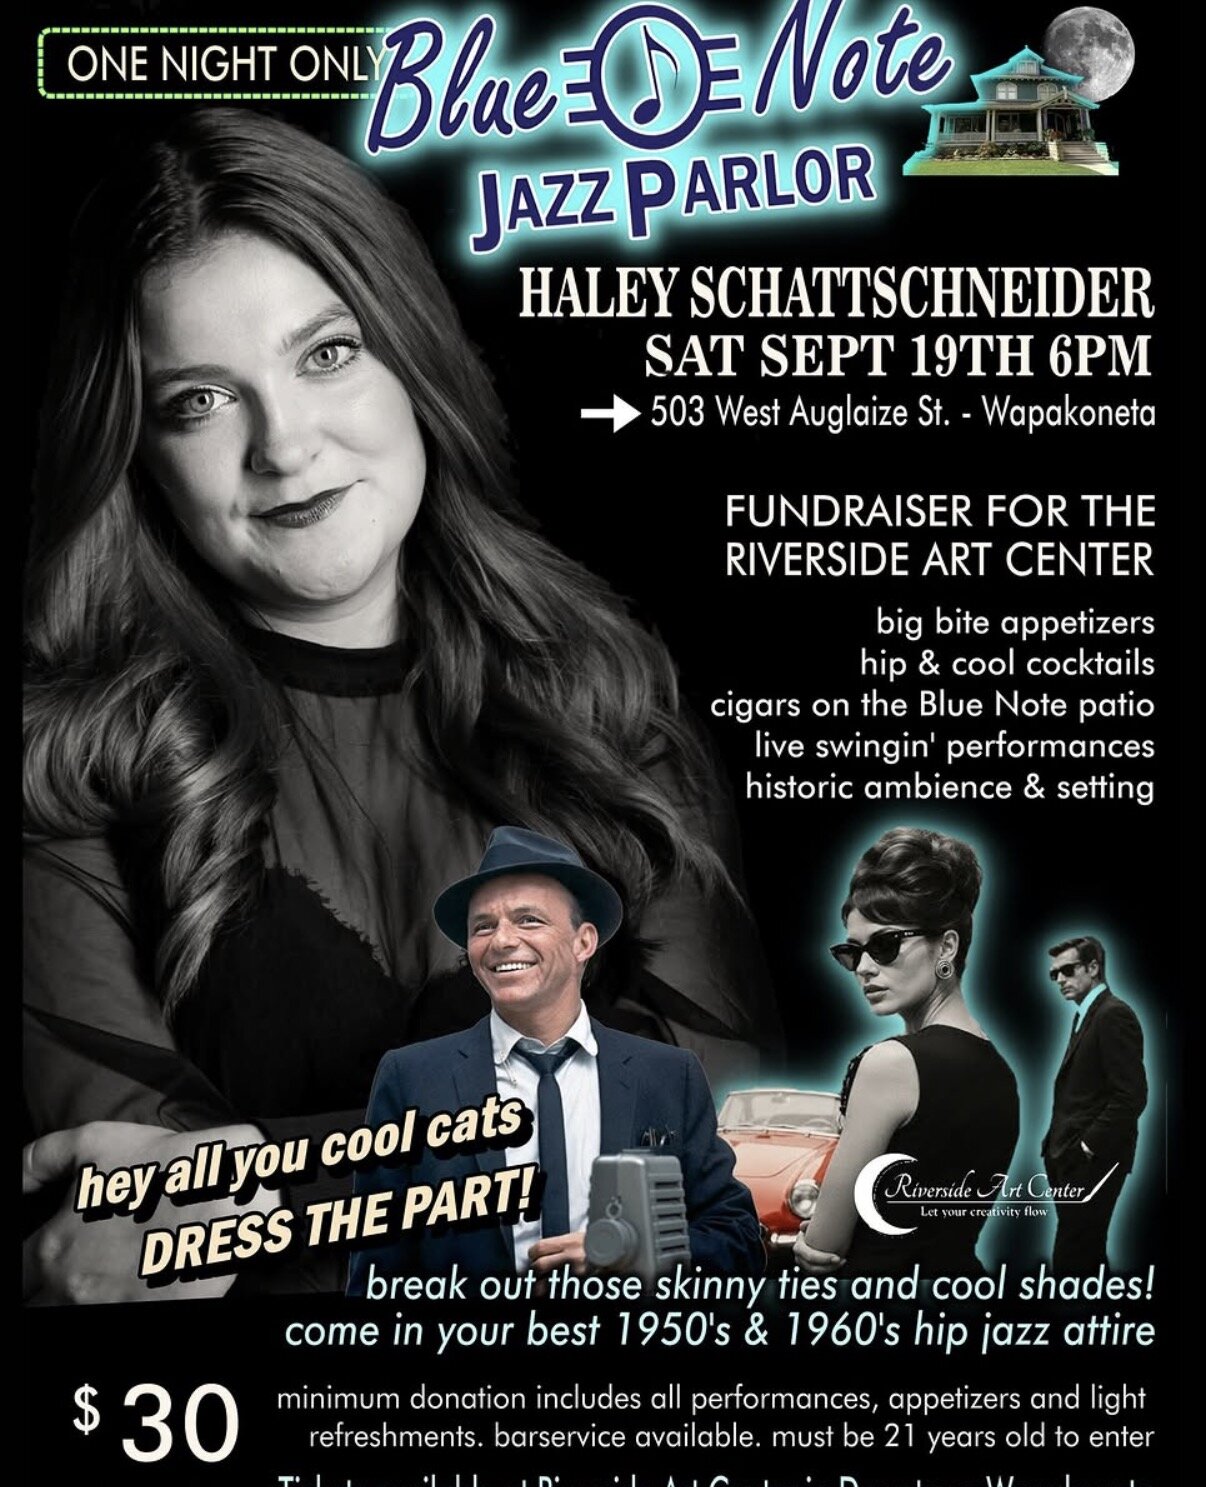 ONE NIGHT ONLY
Blue Note
JAZZ PARLOR
HALEY SCHATTSCHNEIDER
SAT SEPT 19TH 6PM
503 West Auglaize St. - Wapakoneta
FUNDRAISER FOR THE
RIVERSIDE ART CENTER
big bite appetizers
hip & cool cocktails
cigars on the Blue Note patio
live swingin' performances
historic ambience & setting
hey all you cool cats
DRESS THE PART!
Riverside Art Center
Let your creativity flow
break out those skinny ties and cool shades!
come in your best 1950's & 1960's hip jazz attire
$30
minimum donation includes all performances, appetizers and light
refreshments. barservice available. must be 21 years old to enter